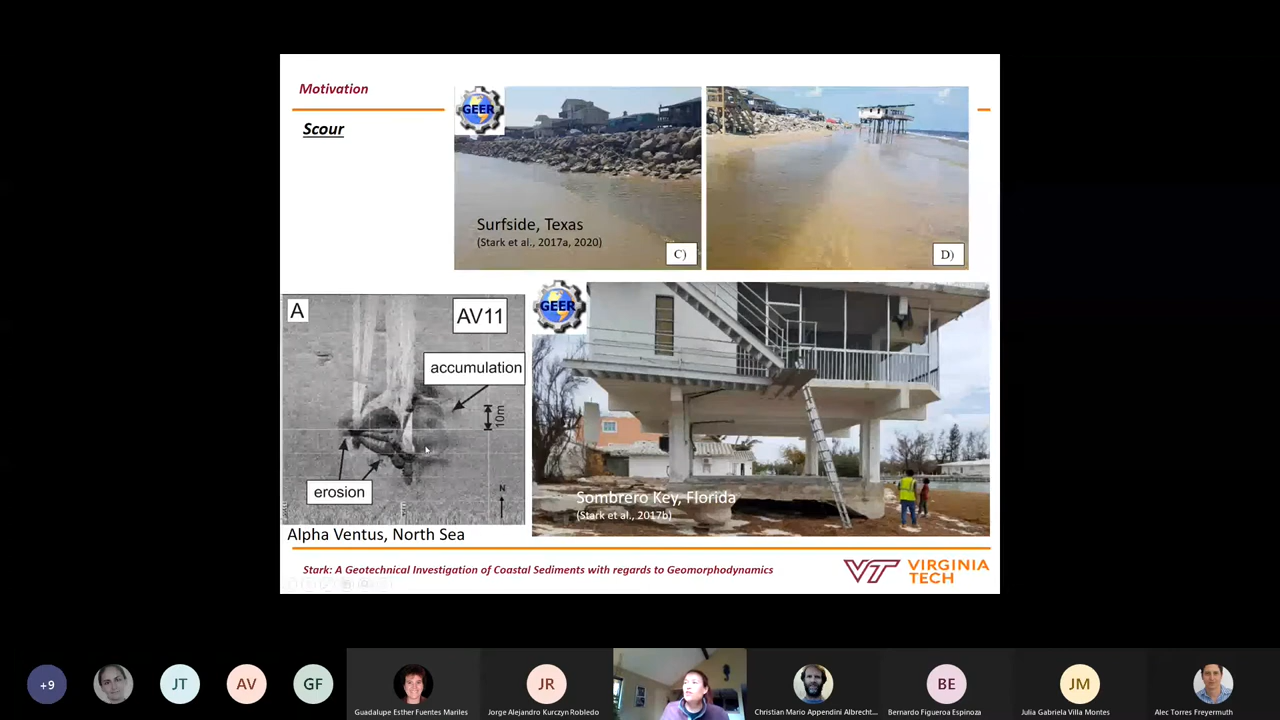 Motivation
Scour
GEER
Surfside, Texas
(Stark et al., 2017a, 2020)
C)
D)
A
AV11
accumulation
10m
erosion
N
Alpha Ventus, North Sea
GEER
Sombrero Key, Florida
(Stark et al., 2017b)
Stark: A Geotechnical Investigation of Coastal Sediments with regards to Geomorphodynamics
VT VIRGINIA
TECH
+9
JT
AV
GF
Guadalupe Esther Fuentes Mariles
JR
Jorge Alejandro Kurczyn Robledo
Christian Mario Appendini Albrecht...
BE
Bernardo Figueroa Espinoza
JM
Julia Gabriela Villa Montes
Alec Torres Freyermuth